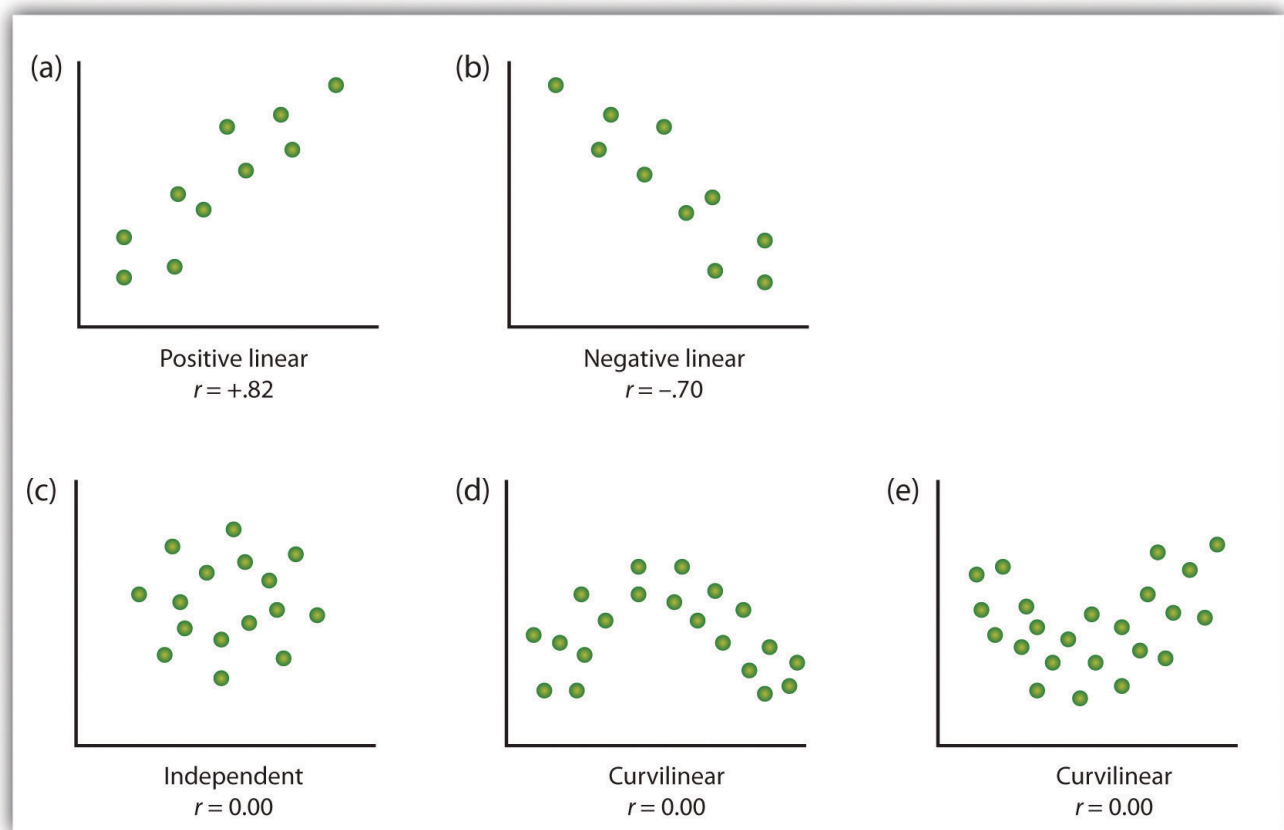 (a)
Positive linear
r = +.82
(b)
Negative linear
r = –.70
(c)
Independent
r = 0.00
(d)
Curvilinear
r = 0.00
(e)
Curvilinear
r = 0.00